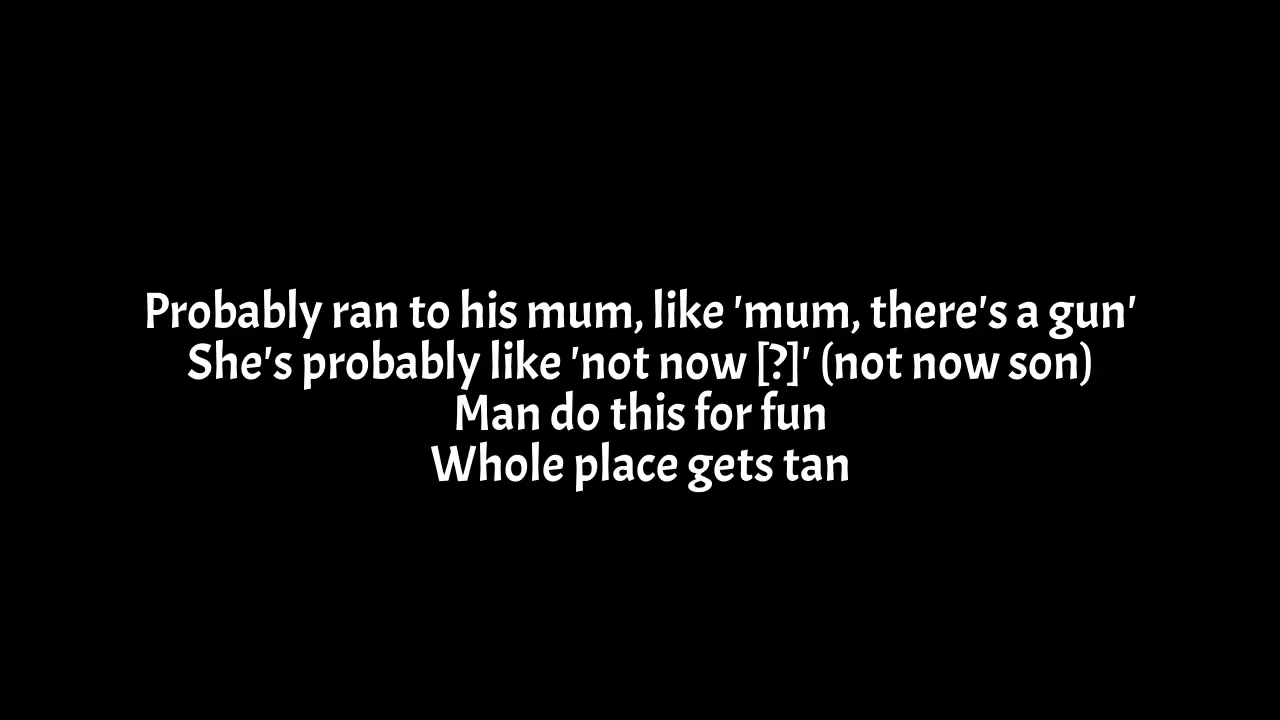 Probably ran to his mum, like 'mum, there's a gun'
She's probably like 'not now [?]' (not now son)
Man do this for fun
Whole place gets tan